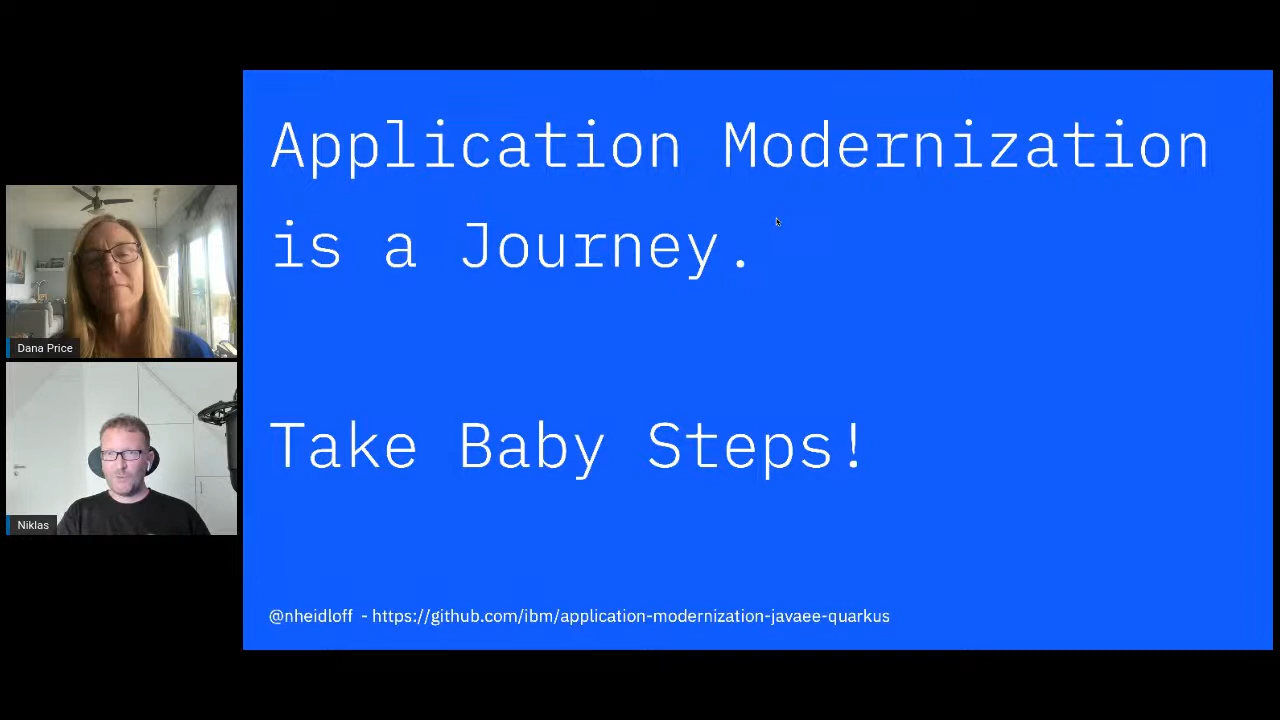 Application Modernization
is a Journey.
Take Baby Steps!
@nheidloff - https://github.com/ibm/application-modernization-javaee-quarkus
Dana Price
Niklas